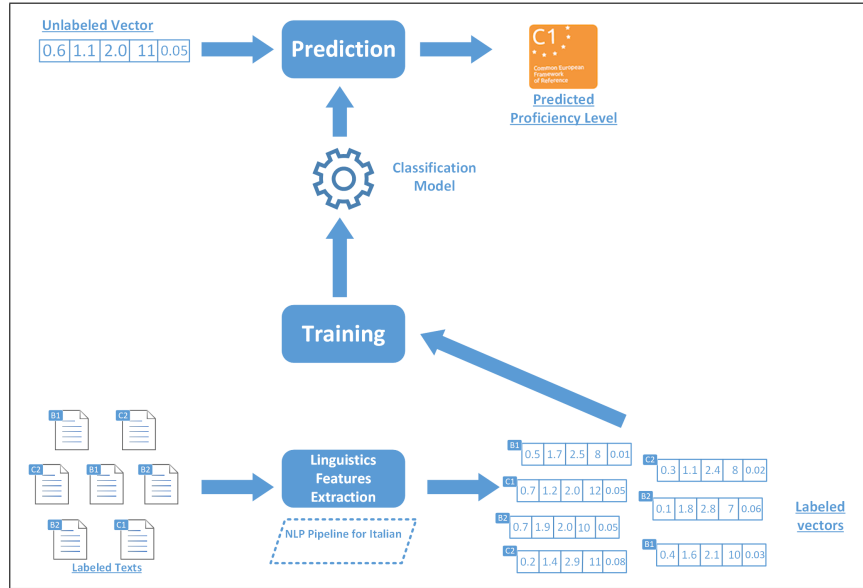 Unlabeled Vector
0.6 1.1 2.0 11 0.05
Prediction
C1
Common European
Framework
of Reference
Predicted
Proficiency Level
Classification
Model
Training
B1 C2
C2 B1 B2
B2 C1
Labeled Texts
Linguistics
Features
Extraction
NLP Pipeline for Italian
B1 0.5 1.7 2.5 8 0.01
C2 0.3 1.1 2.4 8 0.02
C1 0.7 1.2 2.0 12 0.05
B2 0.1 1.8 2.8 7 0.06
B2 0.7 1.9 2.0 10 0.05
B1 0.4 1.6 2.1 10 0.03
C2 0.2 1.4 2.9 11 0.08
Labeled
vectors